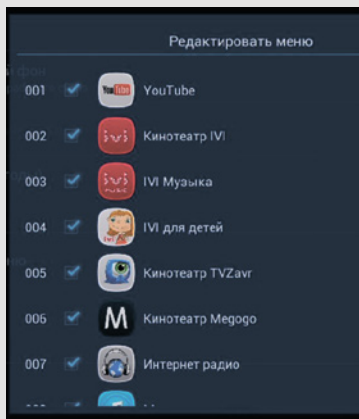 Редактировать меню
001 YouTube
002 Кинотеатр IVI
003 IVI Музыка
004 IVI для детей
005 Кинотеатр TVZavr
006 Кинотеатр Megogo
007 Интернет радио